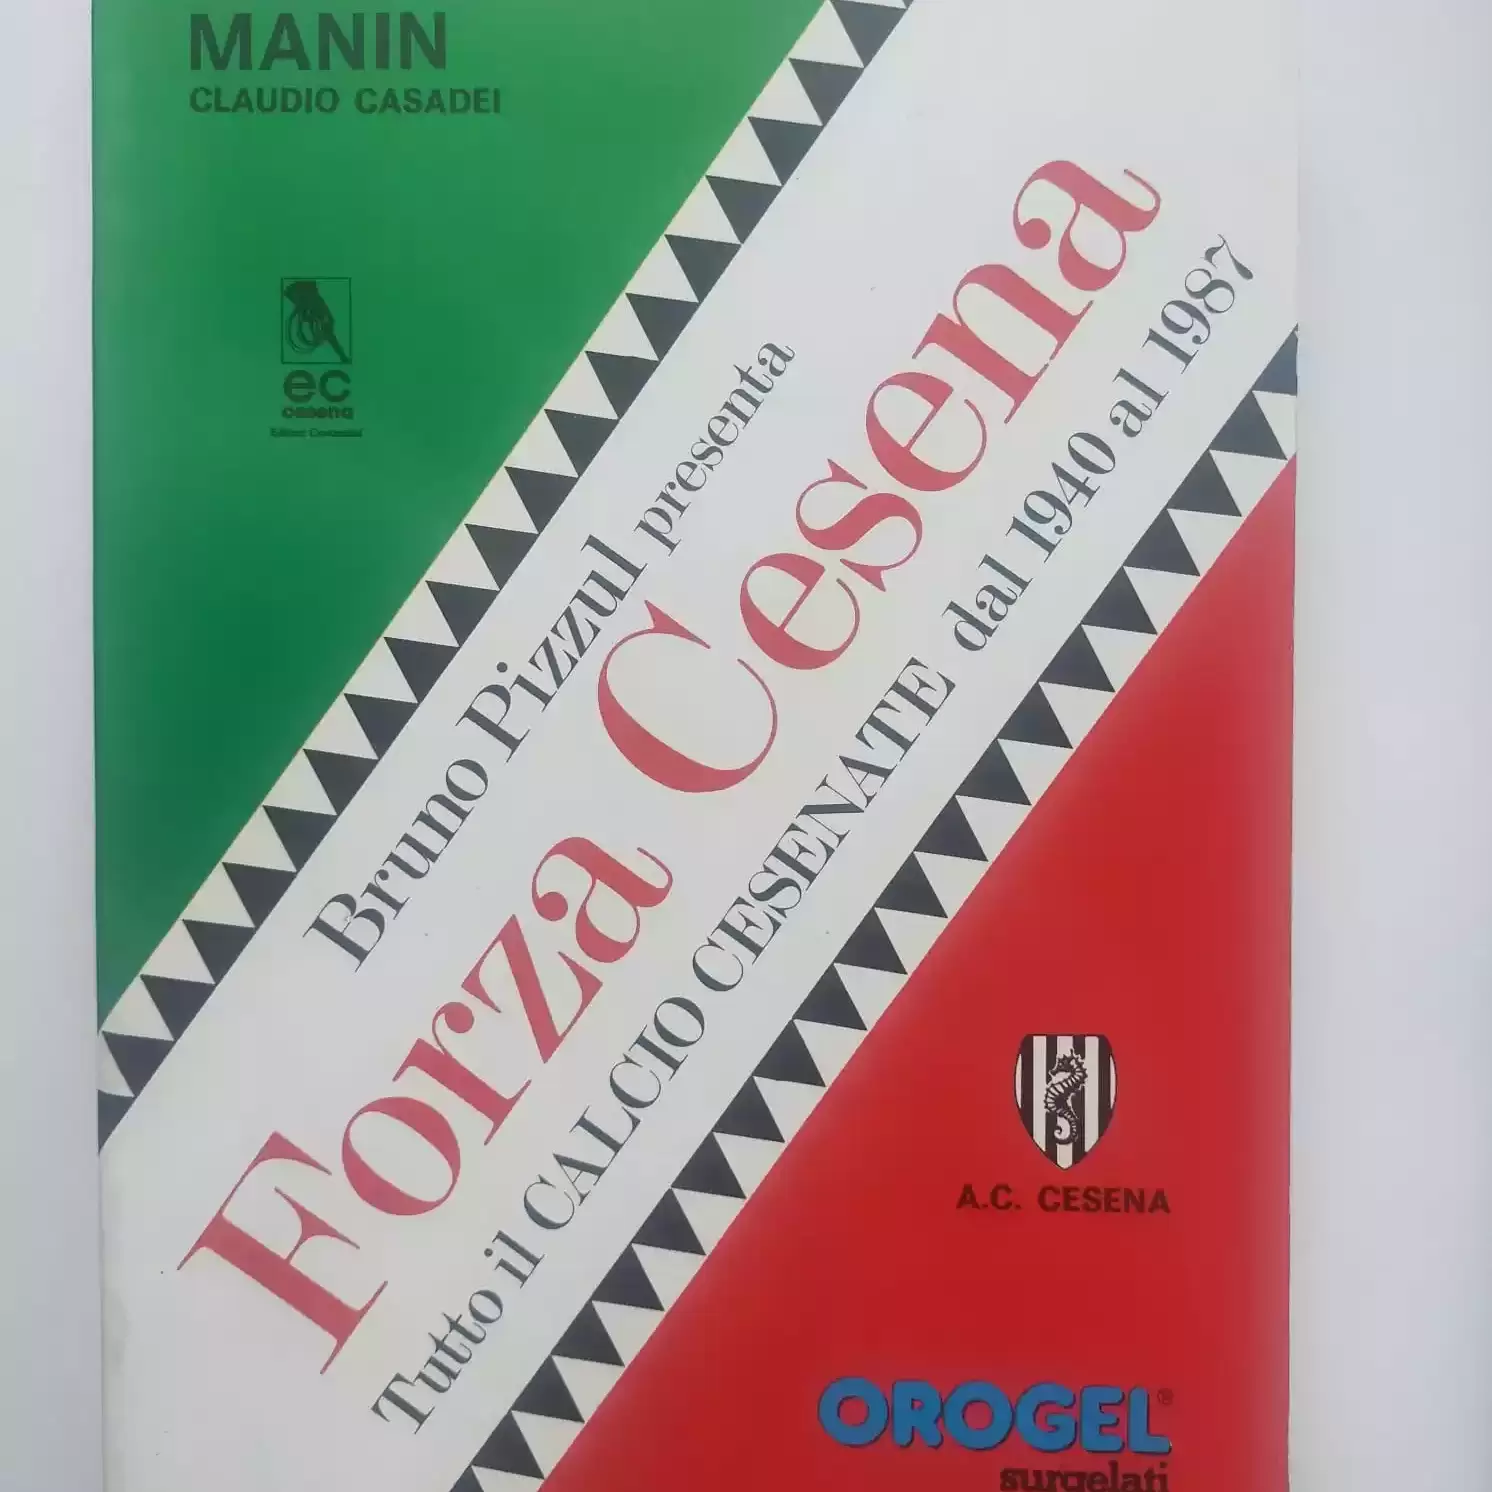 MANIN
CLAUDIO CASADEI
ec
cesena
Bruno Pizzul presenta
Forza Cesena
Tutto il CALCIO CESENATE dal 1940 al 1987
A.C. CESENA
OROGEL®
surgelati